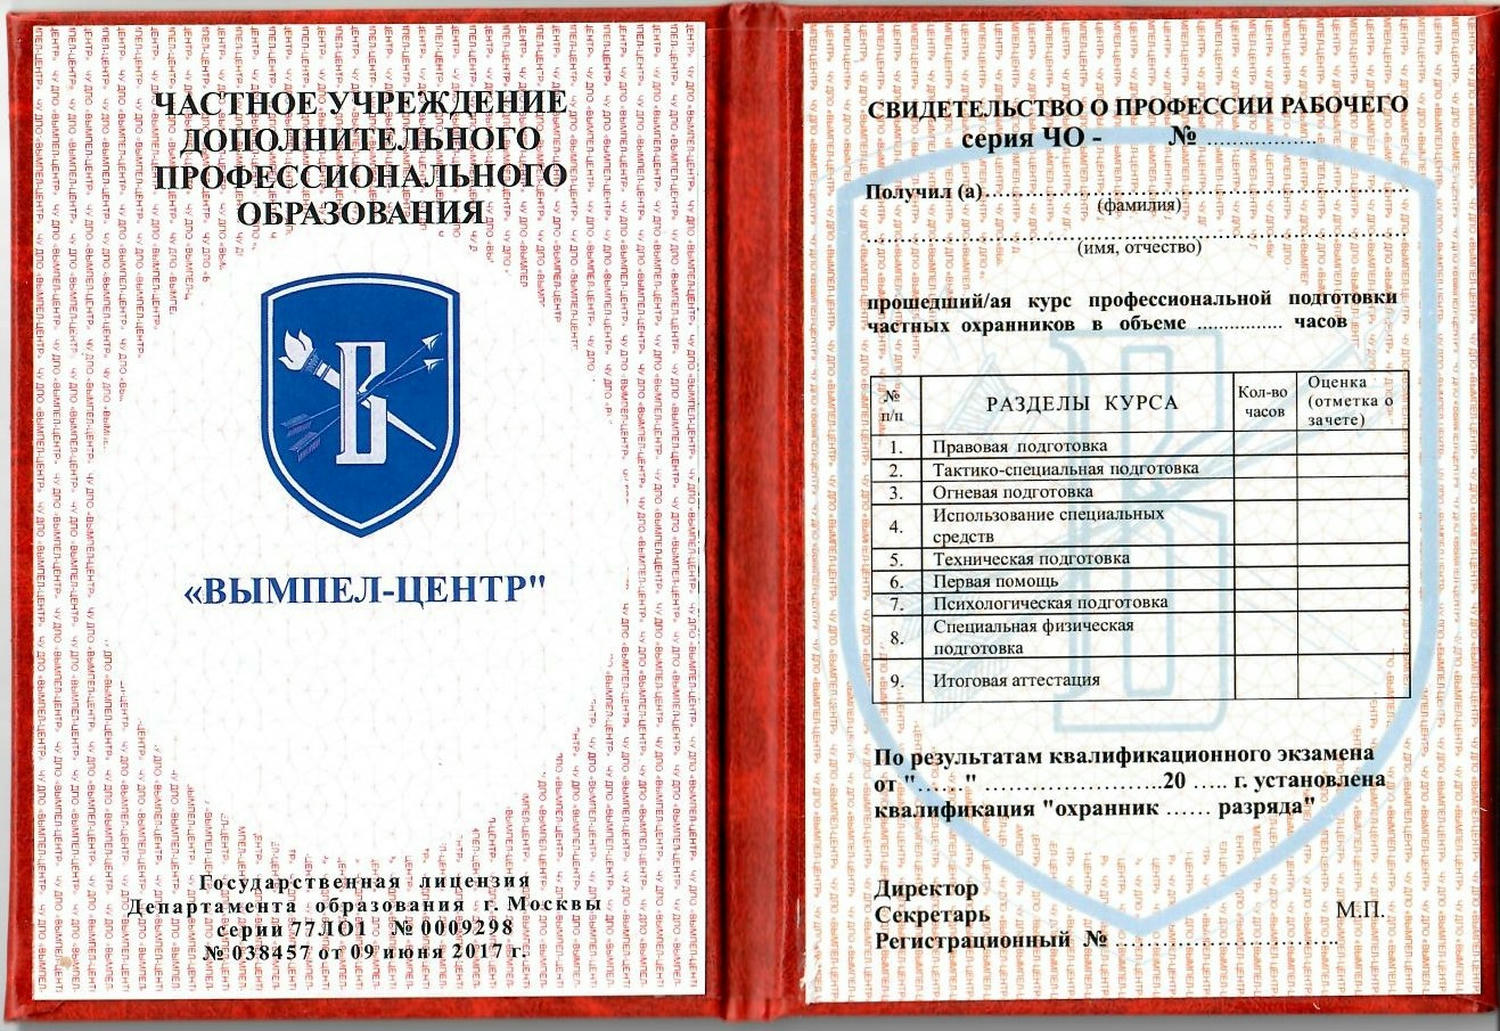 ЧАСТНОЕ УЧРЕЖДЕНИЕ
ДОПОЛНИТЕЛЬНОГО
ПРОФЕССИОНАЛЬНОГО
ОБРАЗОВАНИЯ
В
«ВЫМПЕЛ-ЦЕНТР"
Государственная лицензия
Департамента образования г. Москвы
серии 77ЛО1 № 0009298
№ 038457 от 09 июня 2017 г.
СВИДЕТЕЛЬСТВО О ПРОФЕССИИ РАБОЧЕГО
серия ЧО - № ....................
Получил (а)......................................................................
(фамилия)
......................................................................................
(имя, отчество)
прошедший/ая курс профессиональной подготовки
частных охранников в объеме ................ часов
№ п/п РАЗДЕЛЫ КУРСА Кол-во часов Оценка (отметка о зачете)
1. Правовая подготовка
2. Тактико-специальная подготовка
3. Огневая подготовка
4. Использование специальных
средств
5. Техническая подготовка
6. Первая помощь
7. Психологическая подготовка
8. Специальная физическая
подготовка
9. Итоговая аттестация
По результатам квалификационного экзамена
от "......" ..............................20 ..... г. установлена
квалификация "охранник ...... разряда"
Директор
Секретарь М.П.
Регистрационный № ................................
ЧУ ДПО «ВЫМПЕЛ-ЦЕНТР»